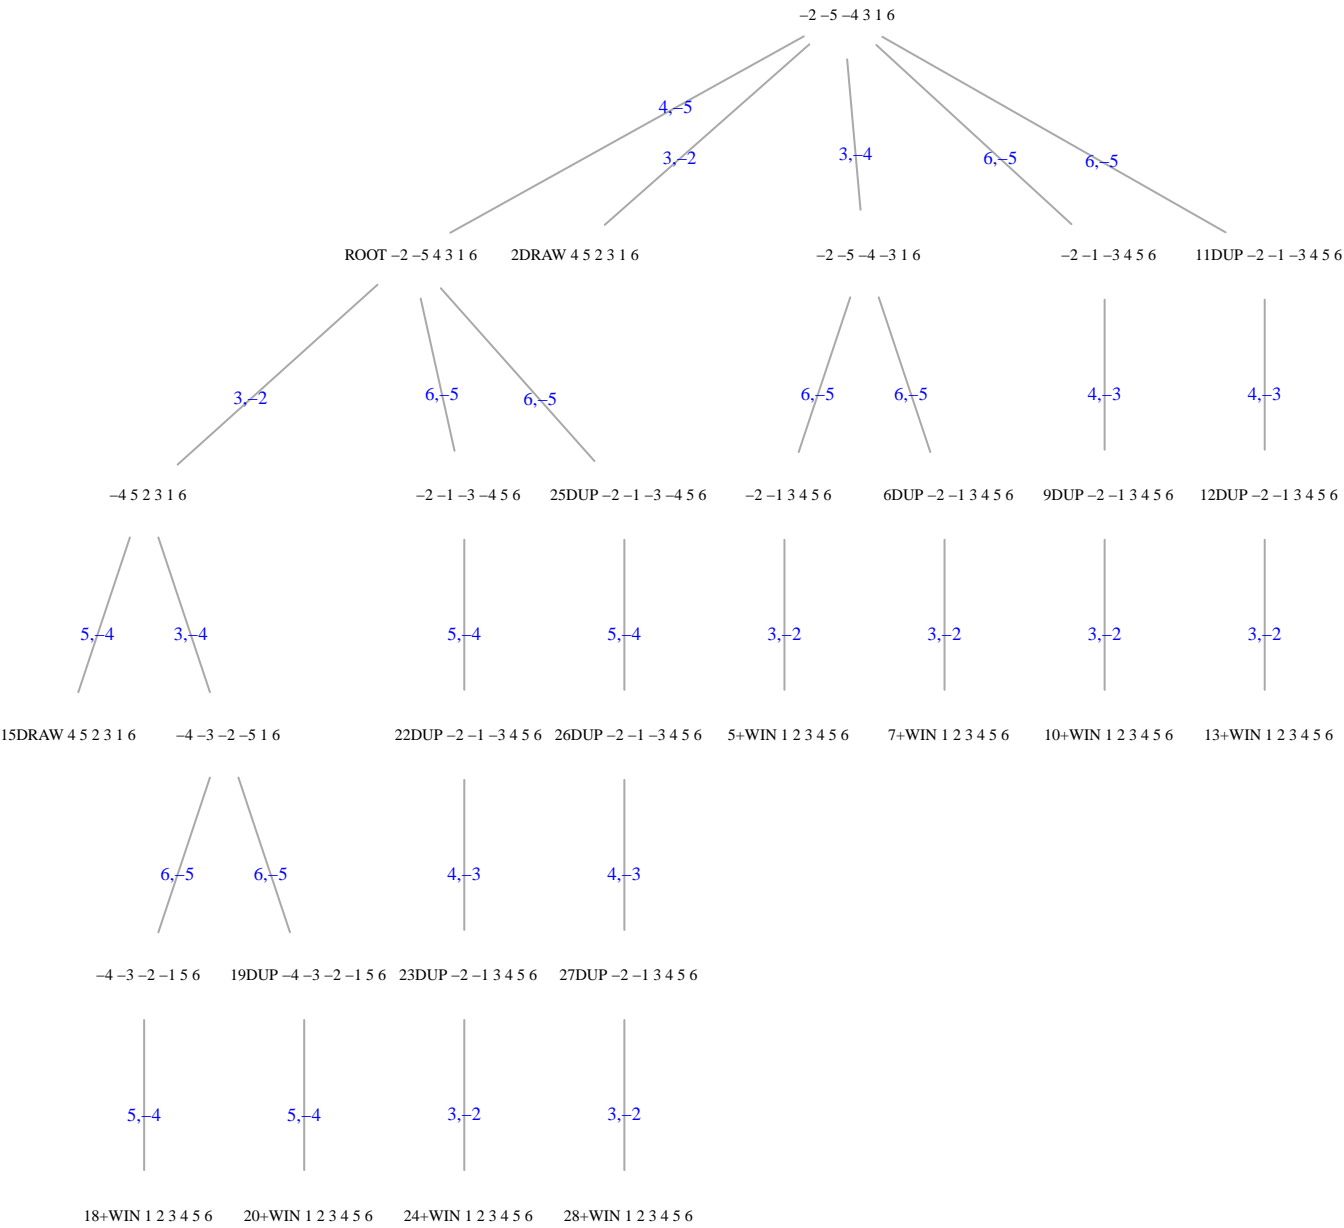 −2 −5 −4 3 1 6
4,−5
3,−2
3,−4
6,−5
6,−5
ROOT −2 −5 4 3 1 6
2DRAW 4 5 2 3 1 6
−2 −5 −4 −3 1 6
−2 −1 −3 4 5 6
11DUP −2 −1 −3 4 5 6
3,−2
6,−5
6,−5
6,−5
6,−5
4,−3
4,−3
−4 5 2 3 1 6
−2 −1 −3 −4 5 6
25DUP −2 −1 −3 −4 5 6
−2 −1 3 4 5 6
6DUP −2 −1 3 4 5 6
9DUP −2 −1 3 4 5 6
12DUP −2 −1 3 4 5 6
5,−4
3,−4
5,−4
5,−4
3,−2
3,−2
3,−2
3,−2
15DRAW 4 5 2 3 1 6
−4 −3 −2 −5 1 6
22DUP −2 −1 −3 4 5 6
26DUP −2 −1 −3 4 5 6
5+WIN 1 2 3 4 5 6
7+WIN 1 2 3 4 5 6
10+WIN 1 2 3 4 5 6
13+WIN 1 2 3 4 5 6
6,−5
6,−5
4,−3
4,−3
−4 −3 −2 −1 5 6
19DUP −4 −3 −2 −1 5 6
23DUP −2 −1 3 4 5 6
27DUP −2 −1 3 4 5 6
5,−4
5,−4
3,−2
3,−2
18+WIN 1 2 3 4 5 6
20+WIN 1 2 3 4 5 6
24+WIN 1 2 3 4 5 6
28+WIN 1 2 3 4 5 6